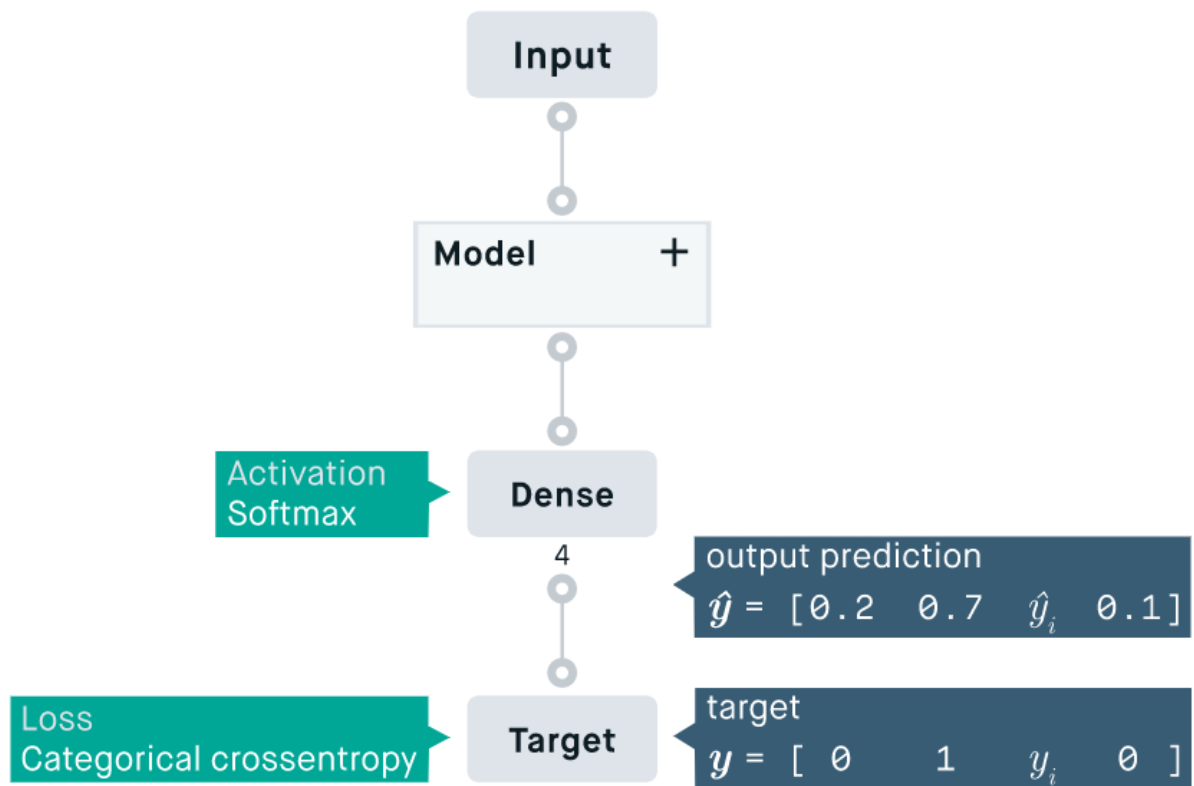 Input
Model +
Activation
Softmax
Dense
4
output prediction
ŷ = [0.2 0.7 ŷᵢ 0.1]
Loss
Categorical crossentropy
Target
target
y = [ 0 1 yᵢ 0 ]